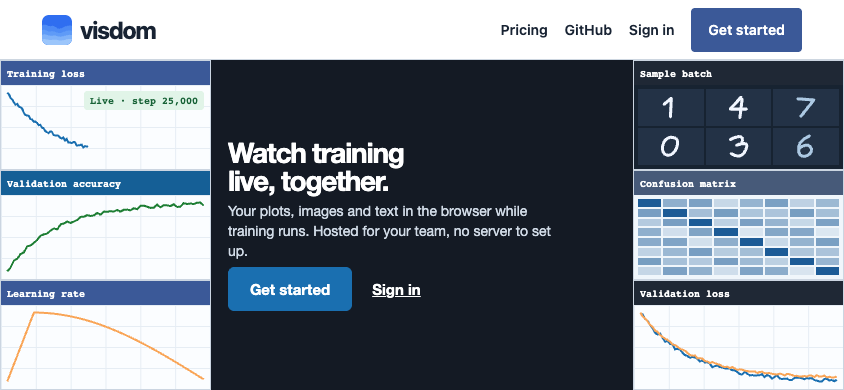 visdom
Pricing GitHub Sign in Get started
Training loss
Live · step 25,000
Validation accuracy
Learning rate
Watch training
live, together.
Your plots, images and text in the browser while
training runs. Hosted for your team, no server to set
up.
Get started Sign in
Sample batch
1 4 7
0 3 6
Confusion matrix
Validation loss